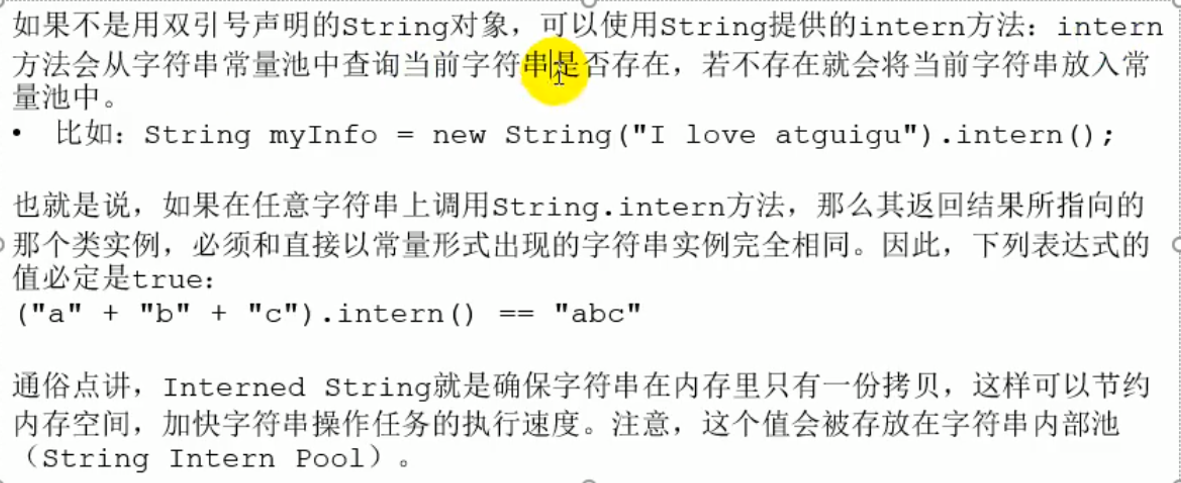 如果不是用双引号声明的String对象，可以使用String提供的intern方法：intern
方法会从字符串常量池中查询当前字符串是否存在，若不存在就会将当前字符串放入常
量池中。
• 比如：String myInfo = new String("I love atguigu").intern();
也就是说，如果在任意字符串上调用String.intern方法，那么其返回结果所指向的
那个类实例，必须和直接以常量形式出现的字符串实例完全相同。因此，下列表达式的
值必定是true：
("a" + "b" + "c").intern() == "abc"
通俗点讲，Interned String就是确保字符串在内存里只有一份拷贝，这样可以节约
内存空间，加快字符串操作任务的执行速度。注意，这个值会被存放在字符串内部池
（String Intern Pool）。